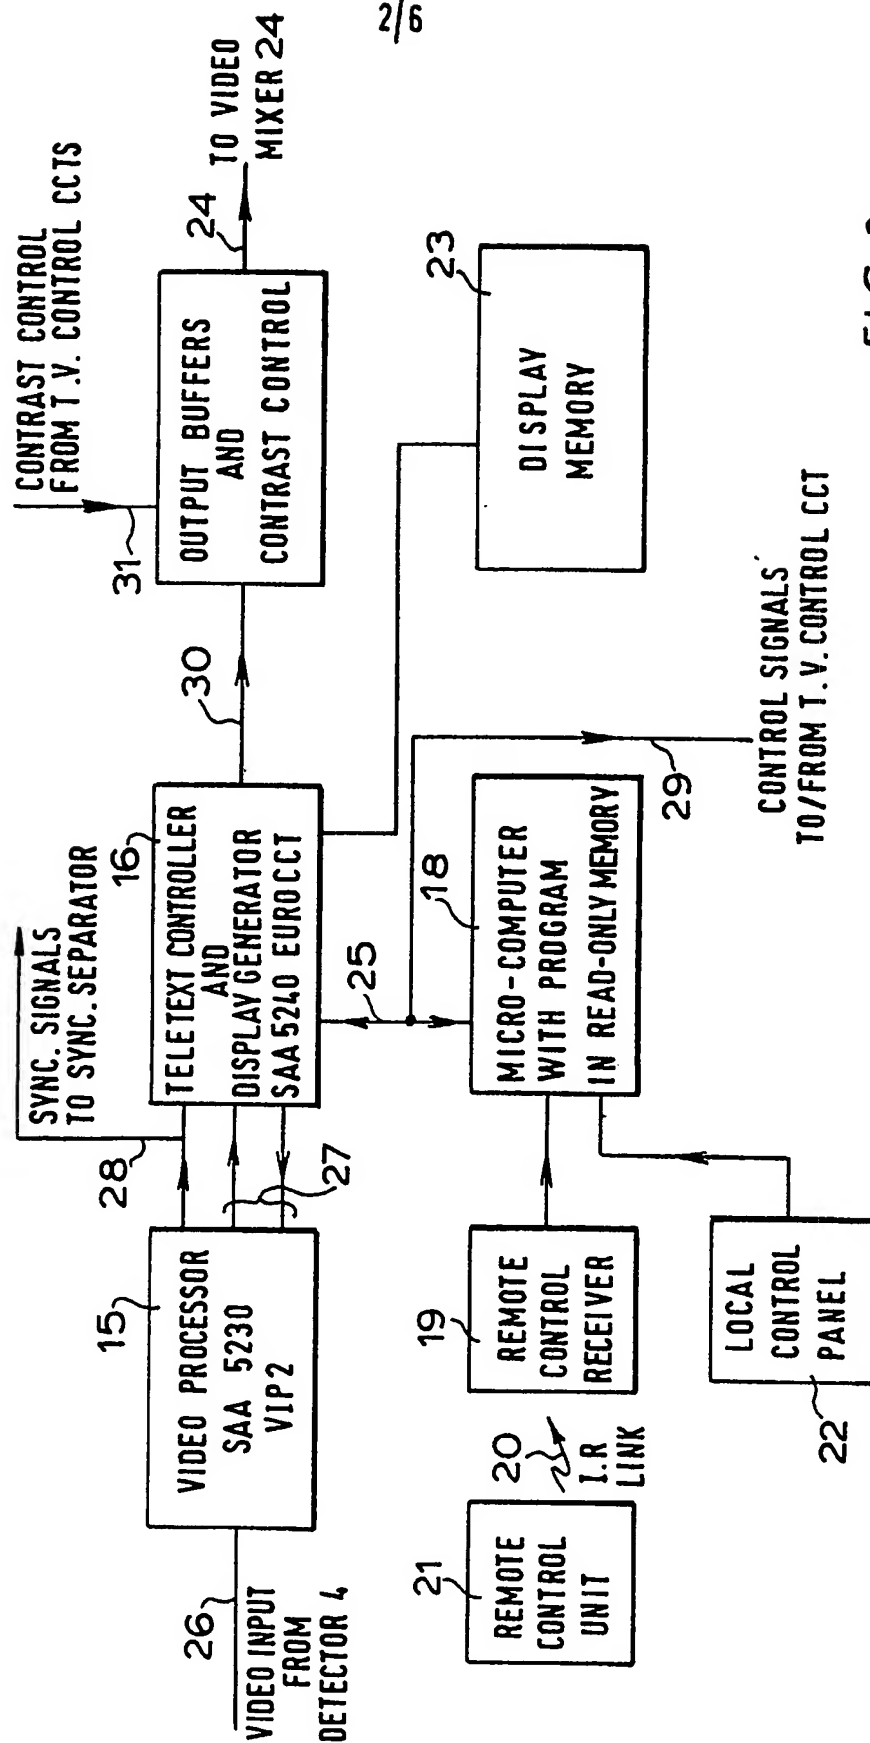 2/6
SYNC. SIGNALS
TO SYNC. SEPARATOR
CONTRAST CONTROL
FROM T.V. CONTROL CCTS
28
31
15
VIDEO PROCESSOR
SAA 5230
VIP2
16
TELETEXT CONTROLLER
AND
DISPLAY GENERATOR
SAA 5240 EURO CCT
30
OUTPUT BUFFERS
AND
CONTRAST CONTROL
24
TO VIDEO
MIXER 24
26
VIDEO INPUT
FROM
DETECTOR 4
27
25
21
REMOTE
CONTROL
UNIT
20
I.R
LINK
19
REMOTE
CONTROL
RECEIVER
18
MICRO-COMPUTER
WITH PROGRAM
IN READ-ONLY MEMORY
23
DISPLAY
MEMORY
29
22
LOCAL
CONTROL
PANEL
CONTROL SIGNALS
TO/FROM T.V. CONTROL CCT